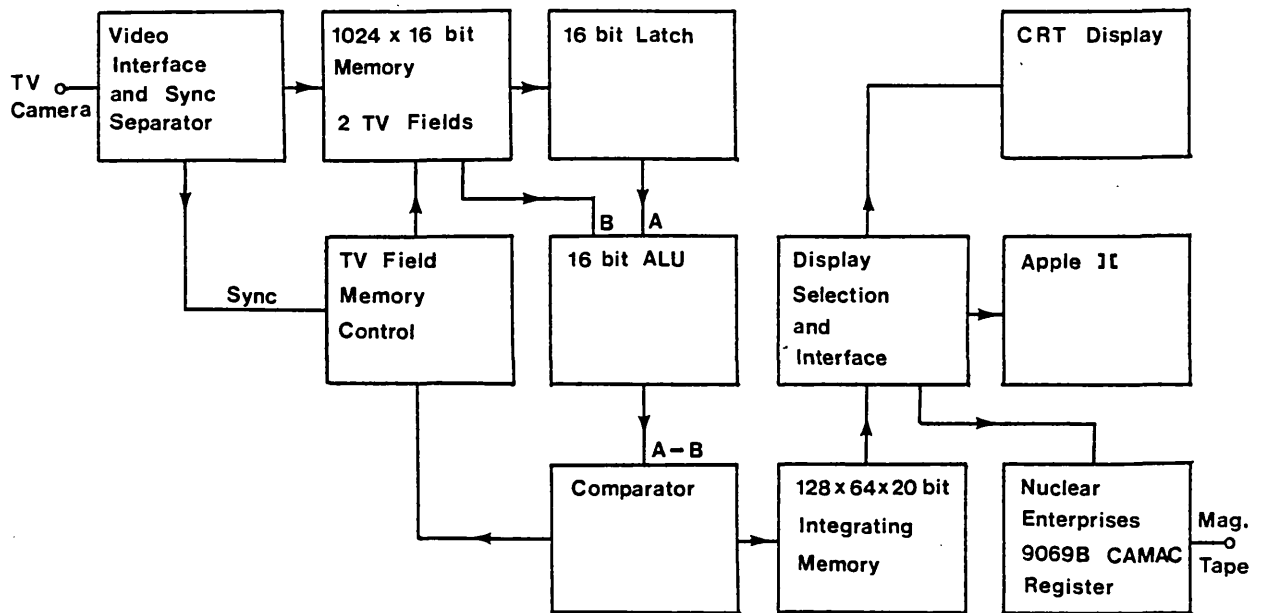 TV
Camera
Video
Interface
and Sync
Separator
1024 x 16 bit
Memory
2 TV Fields
16 bit Latch
CRT Display
Sync
TV Field
Memory
Control
B
A
16 bit ALU
Display
Selection
and
Interface
Apple ][
A-B
Comparator
128x64x20 bit
Integrating
Memory
Nuclear
Enterprises
9069B CAMAC
Register
Mag.
Tape